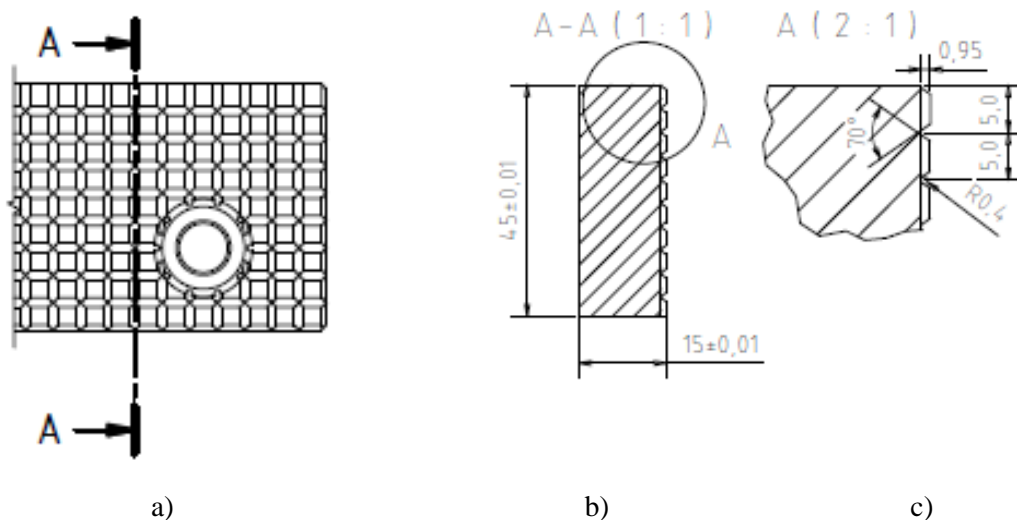 A
A
A-A (1:1)
45±0,01
15±0,01
A
A (2:1)
0,95
5,0
5,0
70°
R0,4
a)
b)
c)